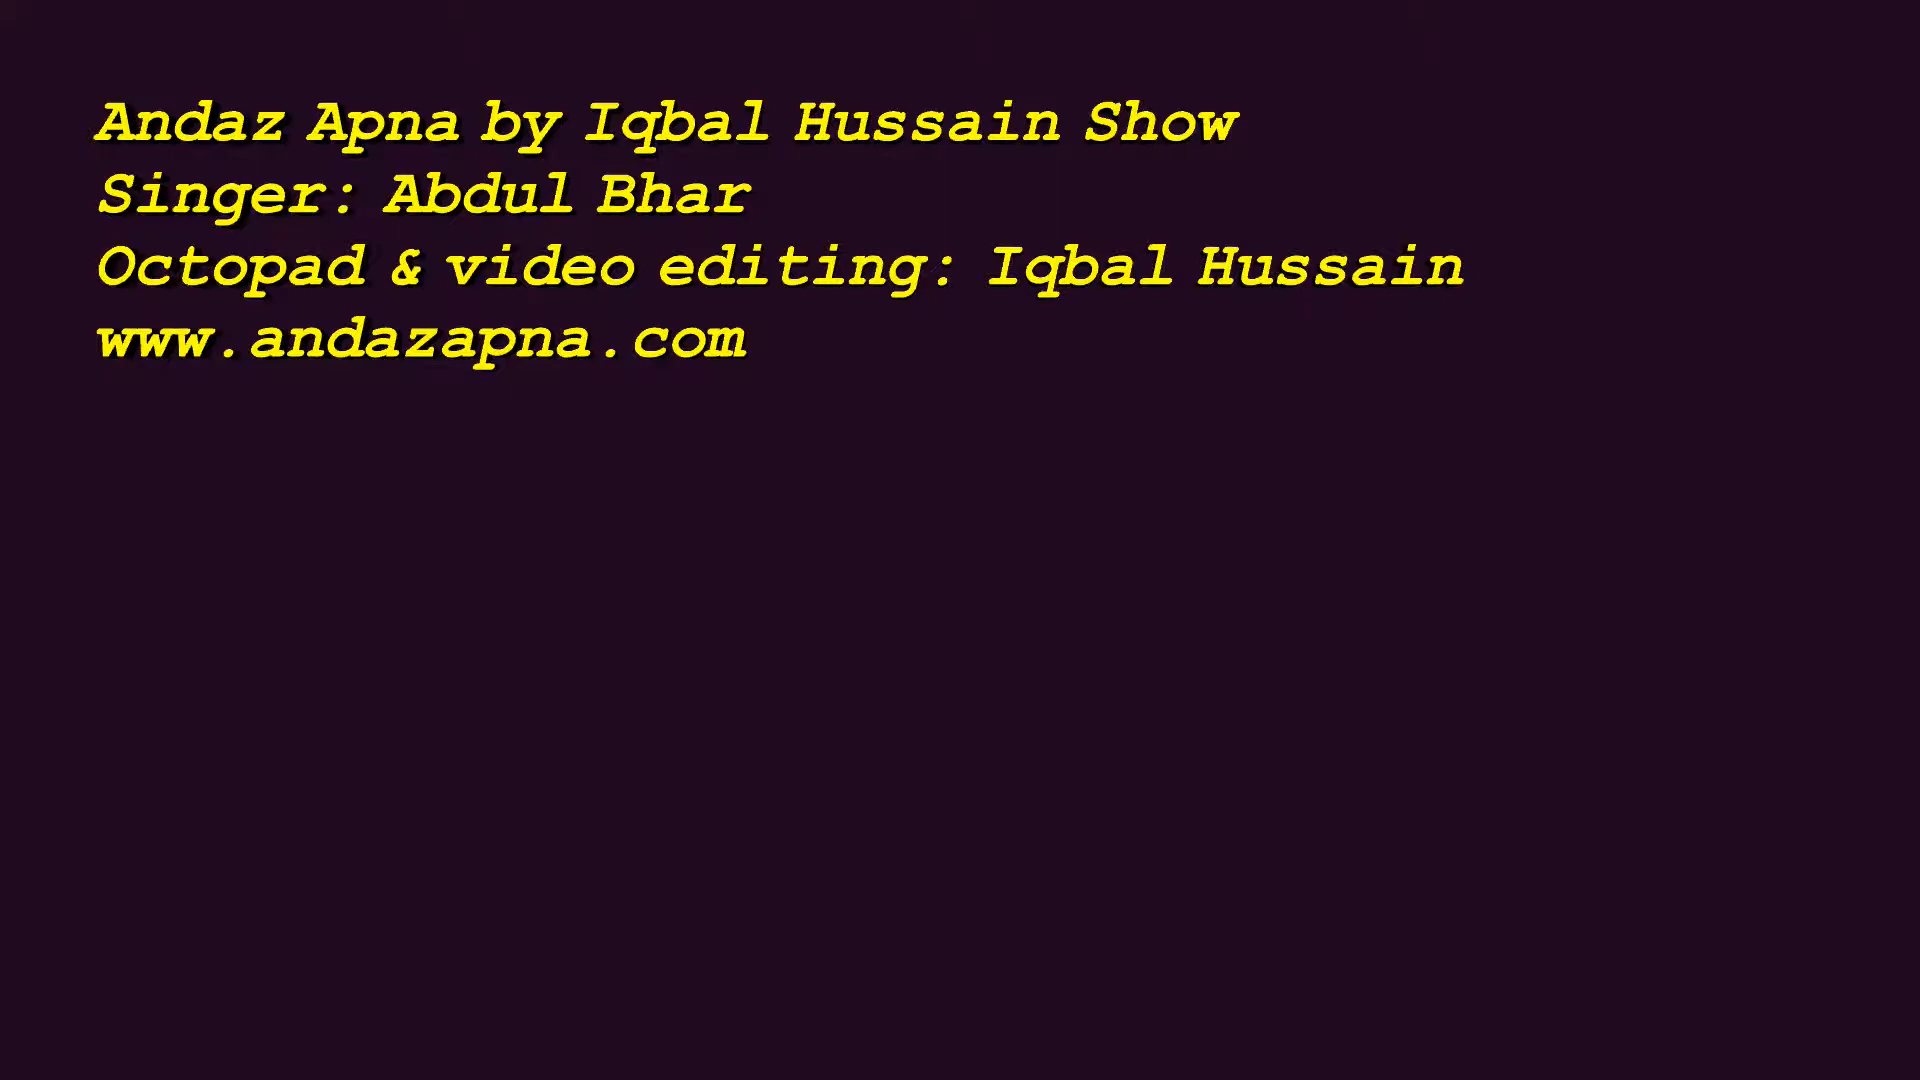 Andaz Apna by Iqbal Hussain Show
Singer: Abdul Bhar
Octopad & video editing: Iqbal Hussain
www.andazapna.com